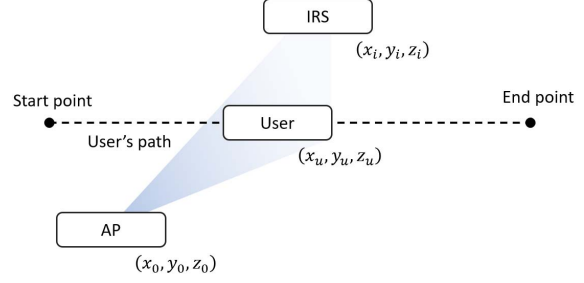 IRS
(x_i, y_i, z_i)
Start point
End point
User
User's path
(x_u, y_u, z_u)
AP
(x_0, y_0, z_0)